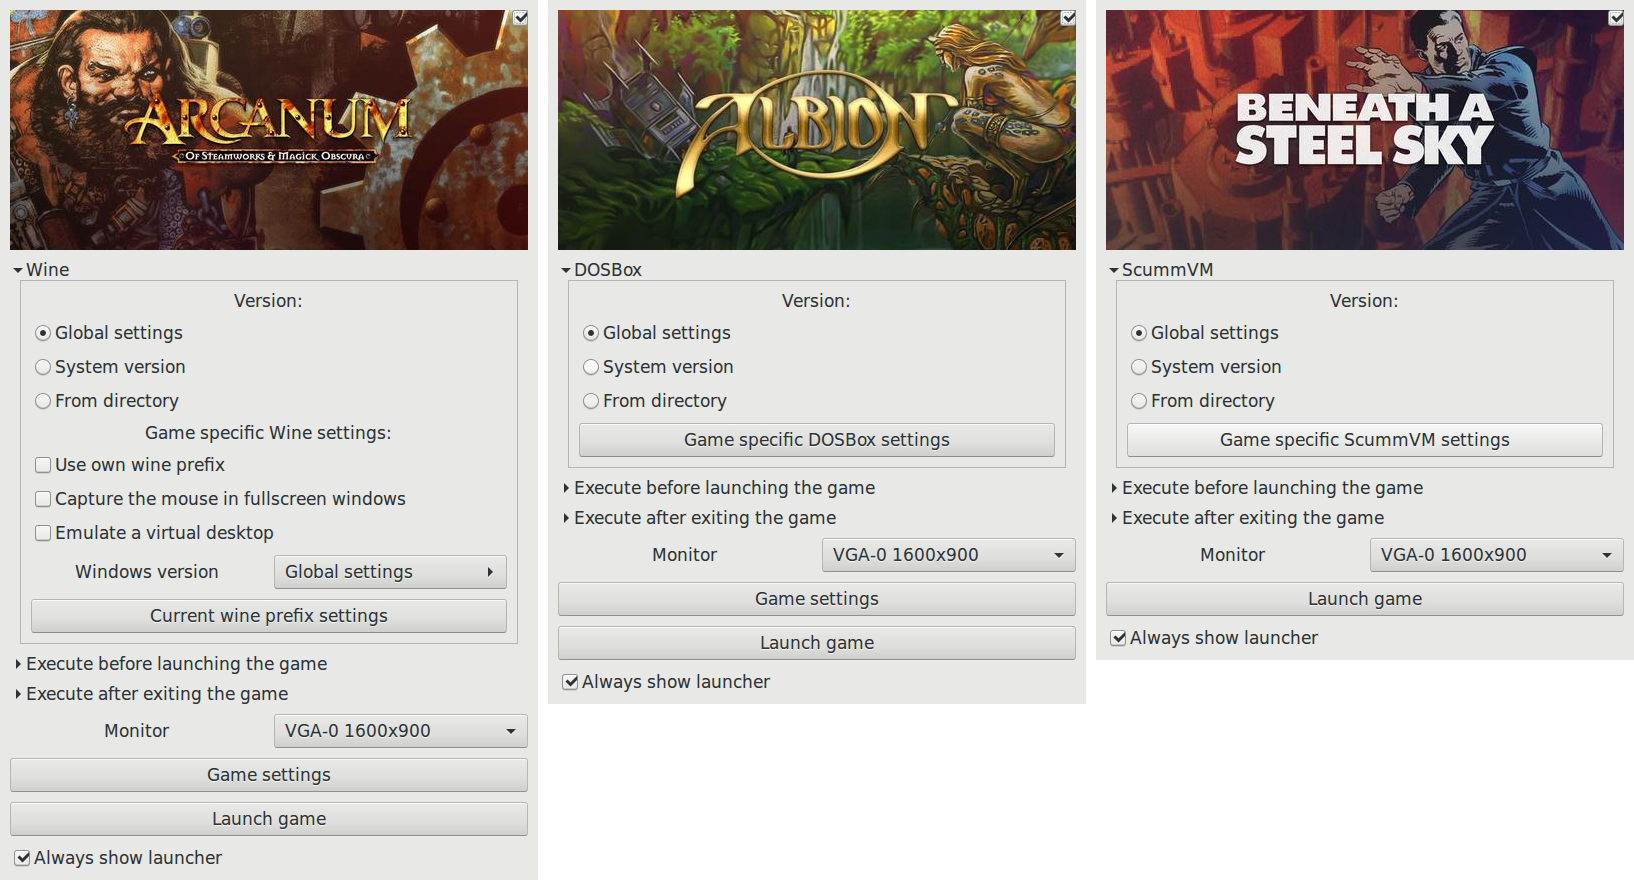 ARCANUM
OF STEAMWORKS & MAGICK OBSCURA
Wine
Version:
Global settings
System version
From directory
Game specific Wine settings:
Use own wine prefix
Capture the mouse in fullscreen windows
Emulate a virtual desktop
Windows version
Global settings
Current wine prefix settings
Execute before launching the game
Execute after exiting the game
Monitor
VGA-0 1600x900
Game settings
Launch game
Always show launcher
ALBION
DOSBox
Version:
Global settings
System version
From directory
Game specific DOSBox settings
Execute before launching the game
Execute after exiting the game
Monitor
VGA-0 1600x900
Game settings
Launch game
Always show launcher
BENEATH A
STEEL SKY
ScummVM
Version:
Global settings
System version
From directory
Game specific ScummVM settings
Execute before launching the game
Execute after exiting the game
Monitor
VGA-0 1600x900
Launch game
Always show launcher